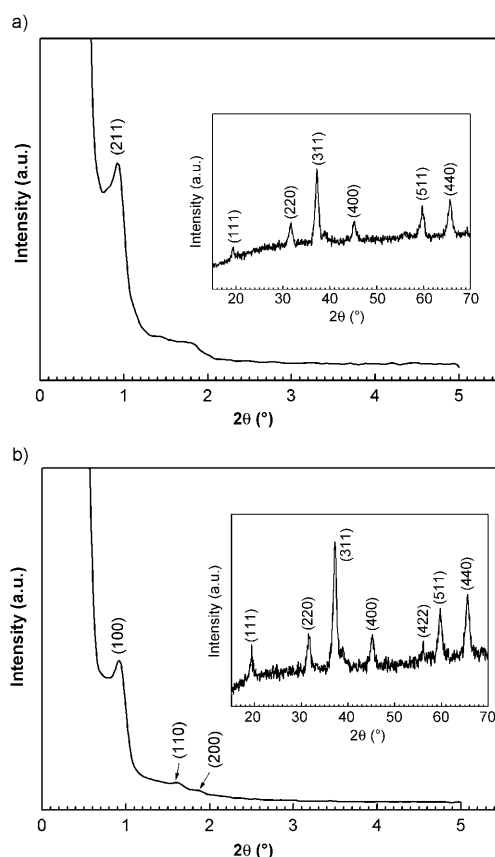 a)
(211)
Intensity (a.u.)
Intensity (a.u.)
(111)
(220)
(311)
(400)
(511)
(440)
20 30 40 50 60 70
2θ (°)
0 1 2 3 4 5
2θ (°)
b)
(100)
(110)
(200)
Intensity (a.u.)
Intensity (a.u.)
(111)
(220)
(311)
(400)
(422)
(511)
(440)
20 30 40 50 60 70
2θ (°)
0 1 2 3 4 5
2θ (°)